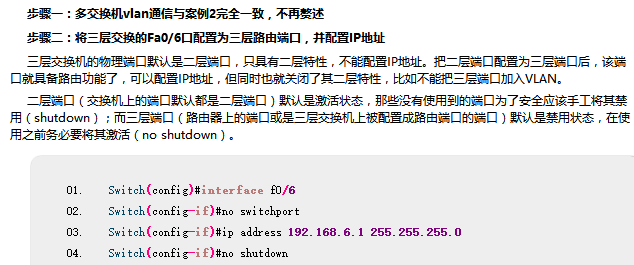 步骤一：多交换机vlan通信与案例2完全一致，不再赘述
步骤二：将三层交换的Fa0/6口配置为三层路由端口，并配置IP地址
三层交换机的物理端口默认是二层端口，只具有二层特性，不能配置IP地址。把二层端口配置为三层端口后，该端
口就具备路由功能了，可以配置IP地址，但同时也就关闭了其二层特性，比如不能把三层端口加入VLAN。
二层端口（交换机上的端口默认都是二层端口）默认是激活状态，那些没有使用到的端口为了安全应该手工将其禁
用（shutdown）；而三层端口（路由器上的端口或是三层交换机上被配置成路由端口的端口）默认是禁用状态，在使
用之前务必要将其激活（no shutdown）。
01. Switch(config)#interface f0/6
02. Switch(config-if)#no switchport
03. Switch(config-if)#ip address 192.168.6.1 255.255.255.0
04. Switch(config-if)#no shutdown